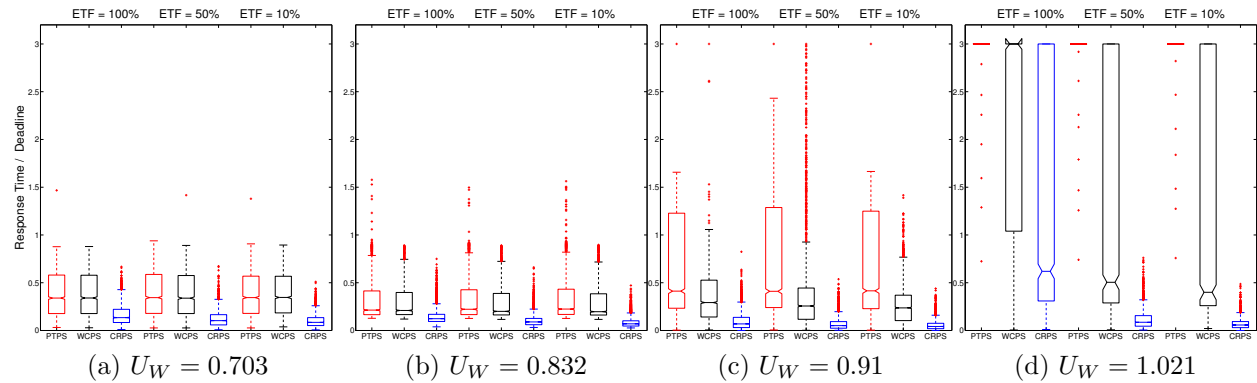 ETF = 100% ETF = 50% ETF = 10% ETF = 100% ETF = 50% ETF = 10% ETF = 100% ETF = 50% ETF = 10% ETF = 100% ETF = 50% ETF = 10%
3 3 3 3
2.5 2.5 2.5 2.5
2 2 2 2
Response Time / Deadline
1.5 1.5 1.5 1.5
1 1 1 1
0.5 0.5 0.5 0.5
0 0 0 0
PTPS WCPS CRPS PTPS WCPS CRPS PTPS WCPS CRPS PTPS WCPS CRPS PTPS WCPS CRPS PTPS WCPS CRPS PTPS WCPS CRPS PTPS WCPS CRPS PTPS WCPS CRPS PTPS WCPS CRPS PTPS WCPS CRPS PTPS WCPS CRPS
(a) U_W = 0.703 (b) U_W = 0.832 (c) U_W = 0.91 (d) U_W = 1.021